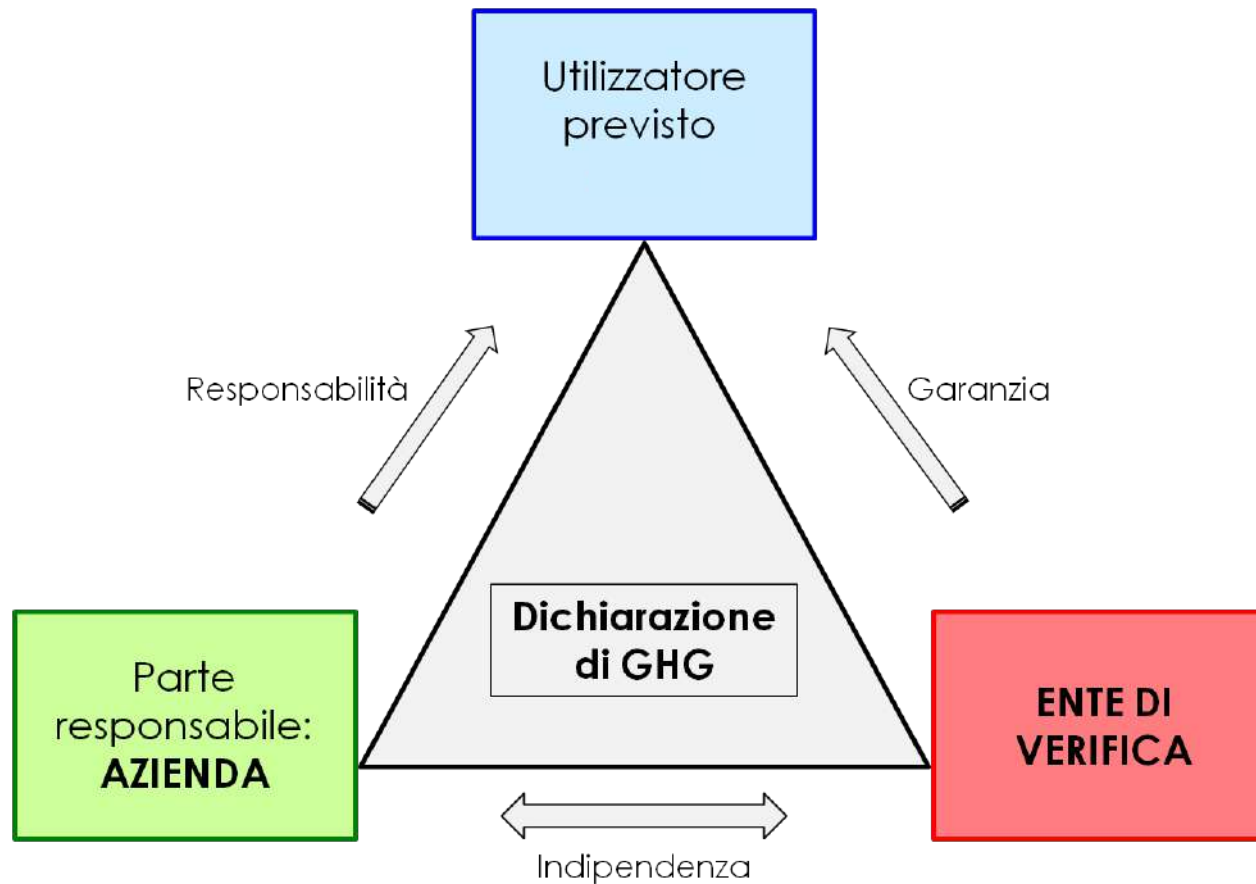 Utilizzatore
previsto
Responsabilità
Garanzia
Dichiarazione
di GHG
Parte
responsabile:
AZIENDA
ENTE DI
VERIFICA
Indipendenza